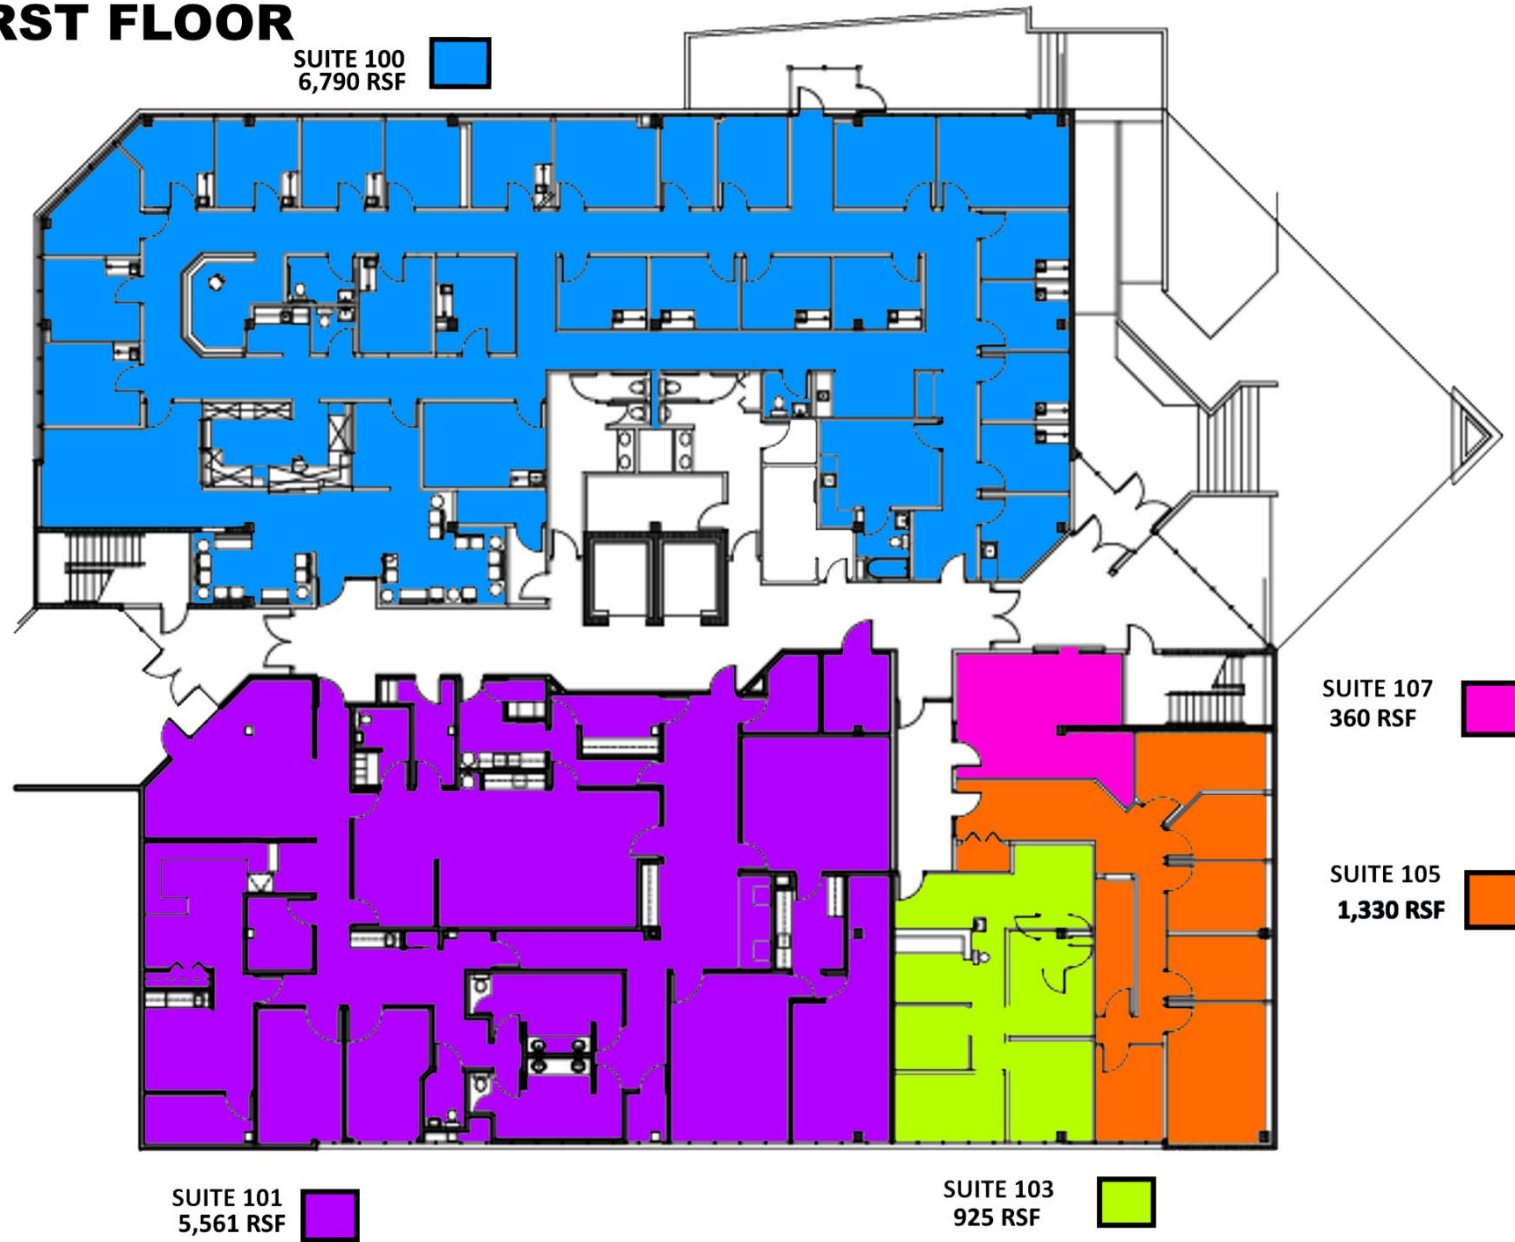 RST FLOOR
SUITE 100
6,790 RSF
SUITE 107
360 RSF
SUITE 105
1,330 RSF
SUITE 101
5,561 RSF
SUITE 103
925 RSF